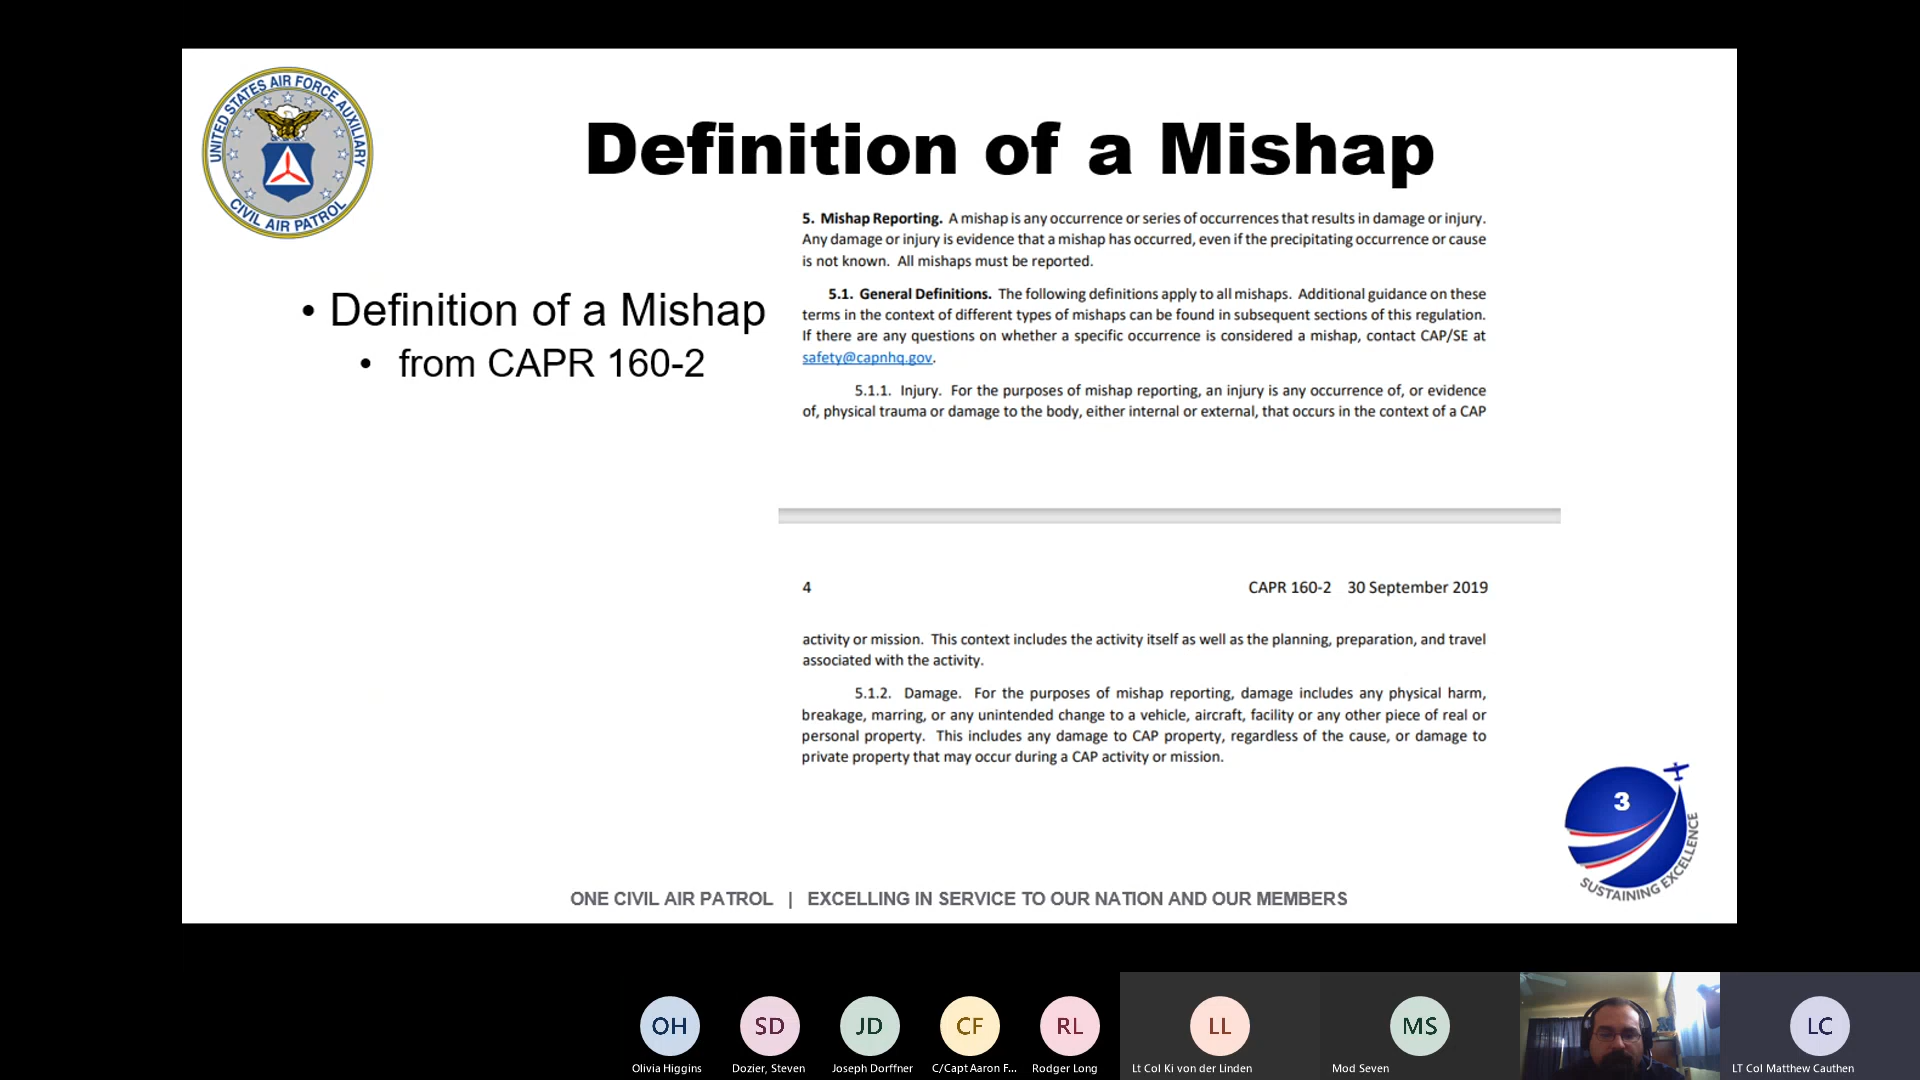 UNITED STATES AIR FORCE AUXILIARY
CIVIL AIR PATROL
Definition of a Mishap
• Definition of a Mishap
• from CAPR 160-2
5. Mishap Reporting. A mishap is any occurrence or series of occurrences that results in damage or injury.
Any damage or injury is evidence that a mishap has occurred, even if the precipitating occurrence or cause
is not known. All mishaps must be reported.
5.1. General Definitions. The following definitions apply to all mishaps. Additional guidance on these
terms in the context of different types of mishaps can be found in subsequent sections of this regulation.
If there are any questions on whether a specific occurrence is considered a mishap, contact CAP/SE at
safety@capnhq.gov.
5.1.1. Injury. For the purposes of mishap reporting, an injury is any occurrence of, or evidence
of, physical trauma or damage to the body, either internal or external, that occurs in the context of a CAP
4 CAPR 160-2 30 September 2019
activity or mission. This context includes the activity itself as well as the planning, preparation, and travel
associated with the activity.
5.1.2. Damage. For the purposes of mishap reporting, damage includes any physical harm,
breakage, marring, or any unintended change to a vehicle, aircraft, facility or any other piece of real or
personal property. This includes any damage to CAP property, regardless of the cause, or damage to
private property that may occur during a CAP activity or mission.
3
SUSTAINING EXCELLENCE
ONE CIVIL AIR PATROL | EXCELLING IN SERVICE TO OUR NATION AND OUR MEMBERS
OH SD JD CF RL LL MS LC
Olivia Higgins Dozier, Steven Joseph Dorffner C/Capt Aaron F... Rodger Long Lt Col Ki von der Linden Mod Seven LT Col Matthew Cauthen